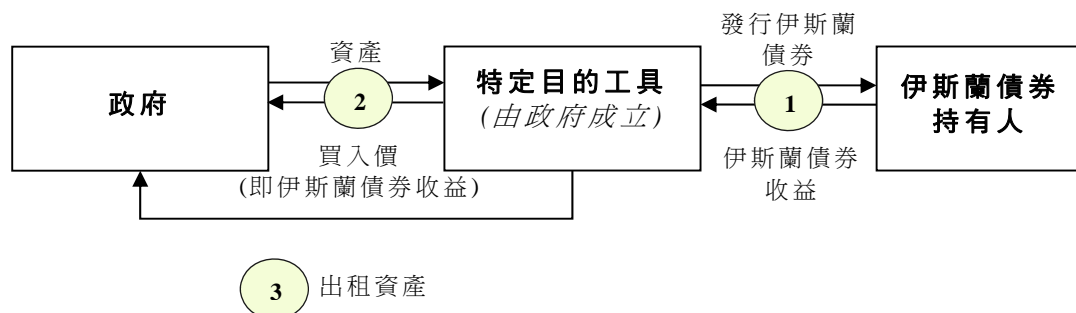 資產
發行伊斯蘭
債券
政府
2
特定目的工具
(由政府成立)
1
伊斯蘭債券
持有人
買入價
(即伊斯蘭債券收益)
伊斯蘭債券
收益
3 出租資產